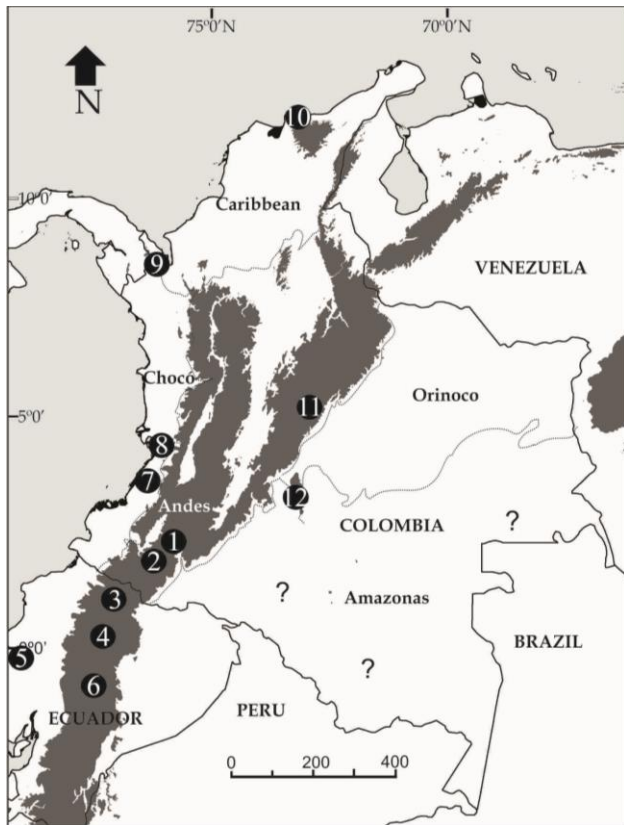 75°0' 70°0'
N
10
10°0'
Caribbean
9
VENEZUELA
Chocó
Orinoco
11
5°0'
8
7
12
Andes
COLOMBIA
?
1
2
?
Amazonas
3
4
0°0'
BRAZIL
5
?
6
PERU
ECUADOR
0 200 400